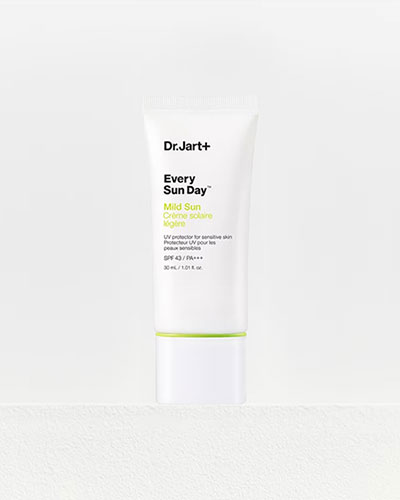 Dr.Jart+
Every
Sun Day™
Mild Sun
Crème solaire
légère
UV protector for sensitive skin
Protecteur UV pour les
peaux sensibles
SPF 43 / PA+++
30 mL / 1.01 fl. oz.